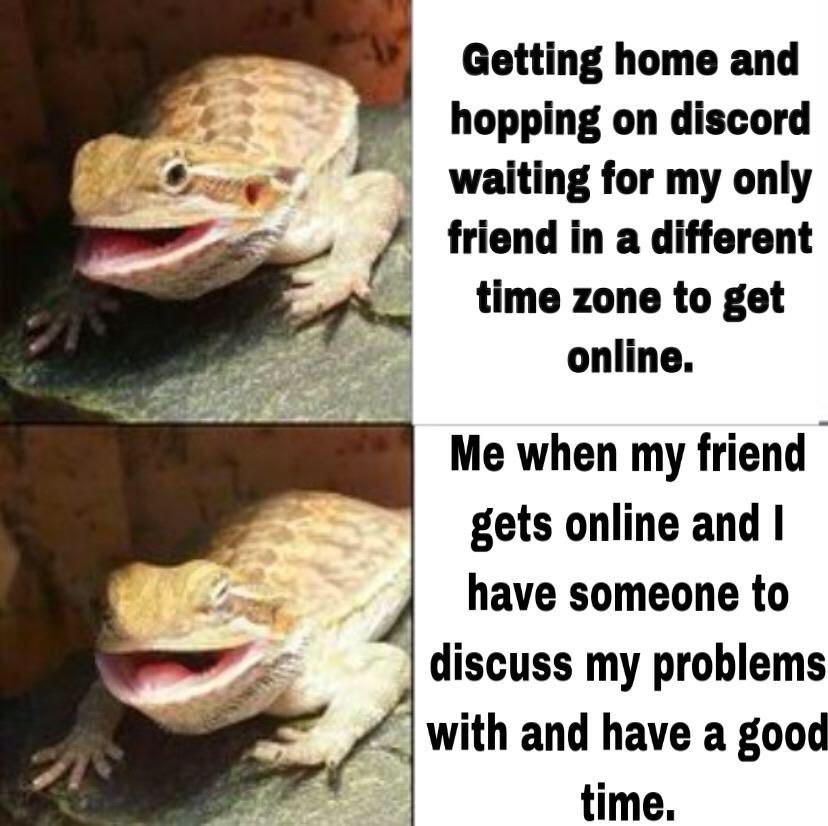 Getting home and
hopping on discord
waiting for my only
friend in a different
time zone to get
online.
Me when my friend
gets online and I
have someone to
discuss my problems
with and have a good
time.